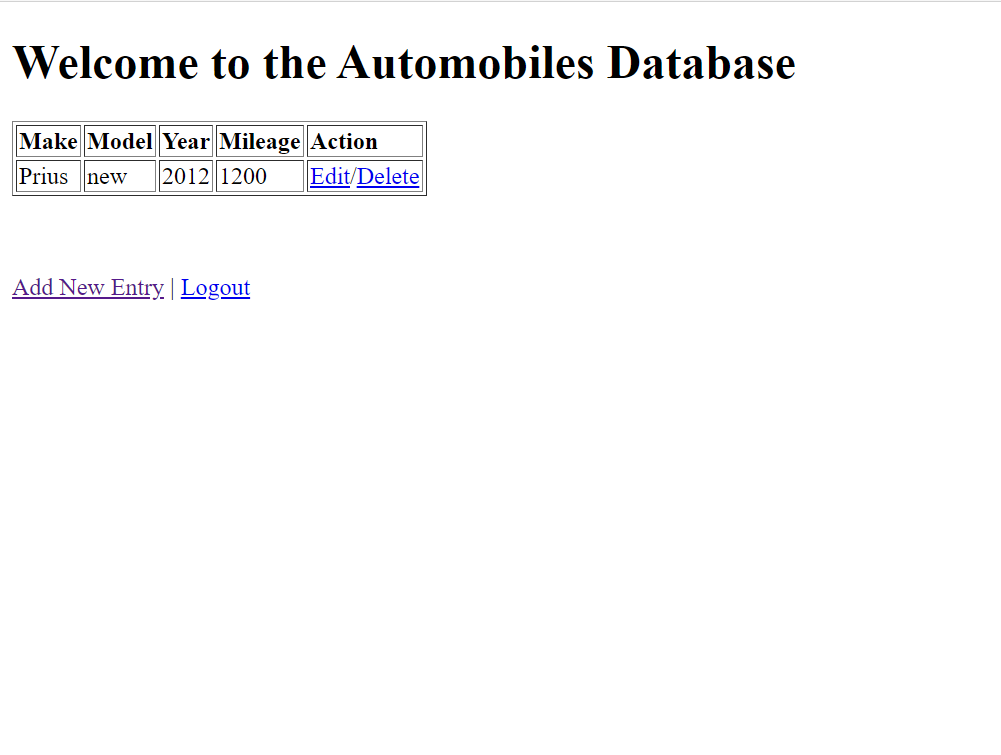 Welcome to the Automobiles Database
Make Model Year Mileage Action
Prius new 2012 1200 Edit/Delete
Add New Entry | Logout